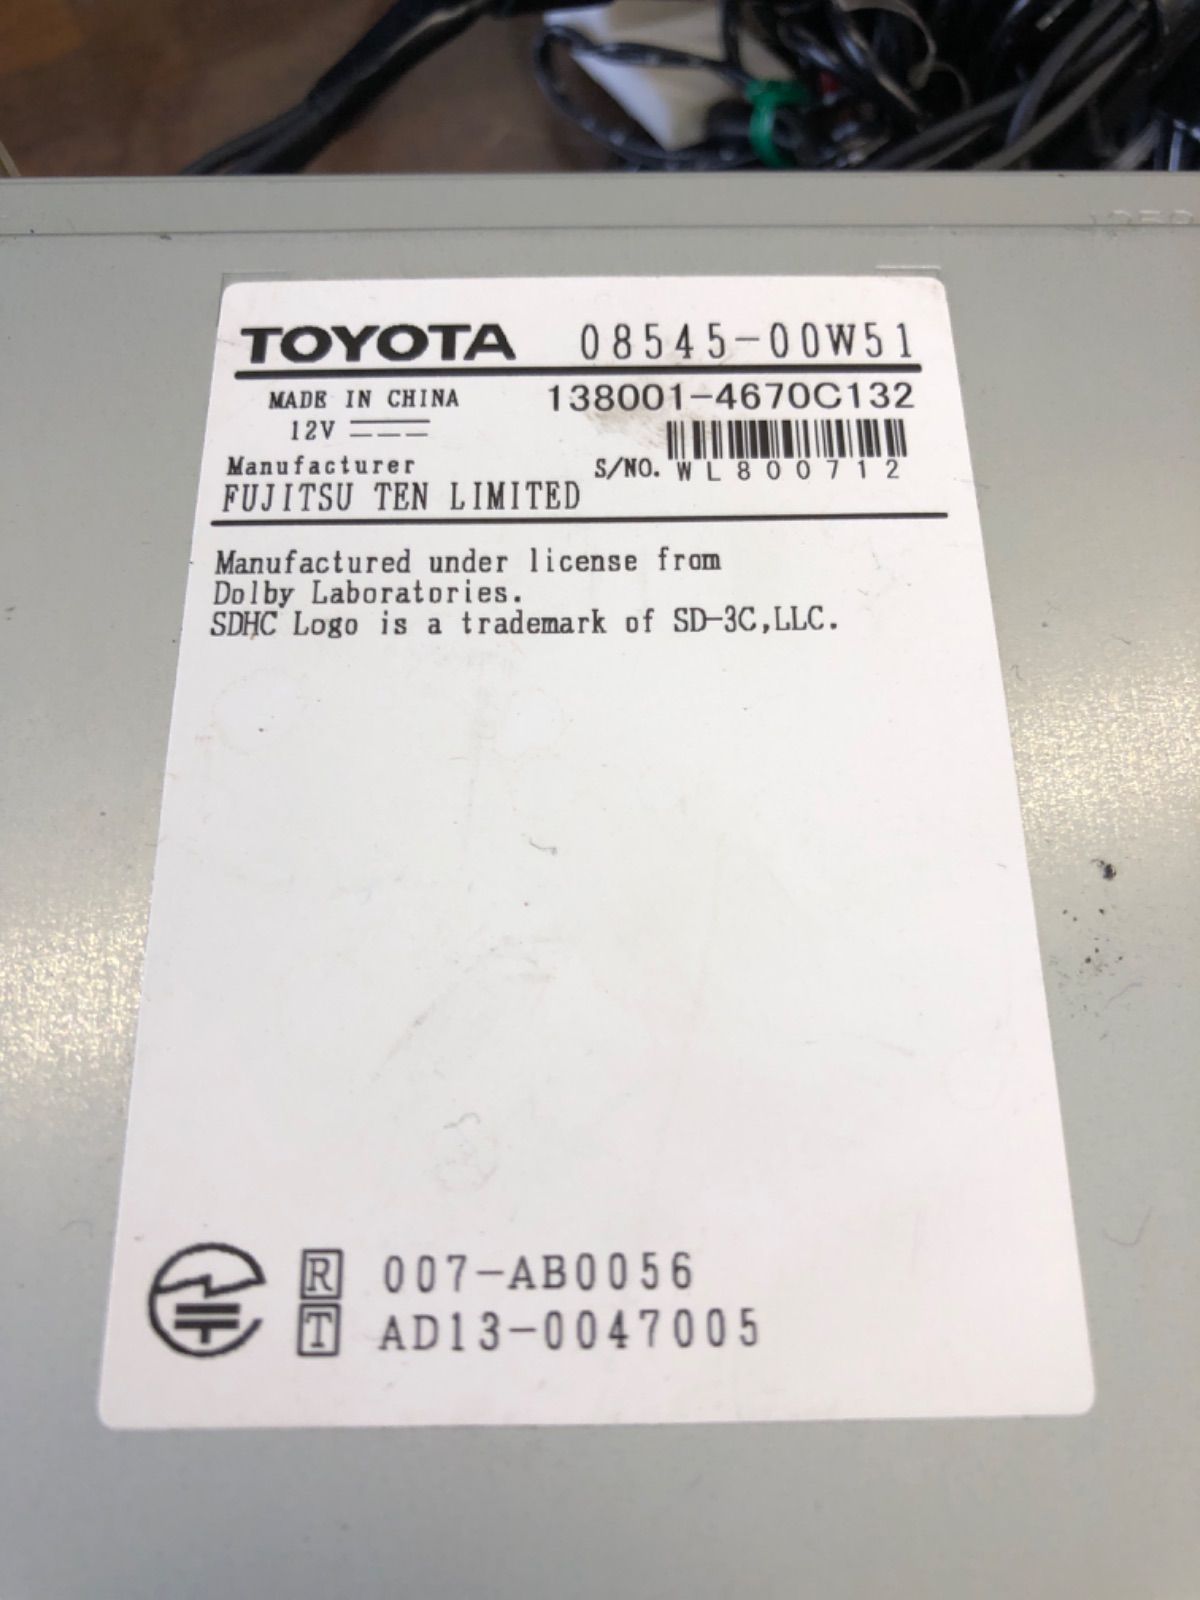 TOYOTA 08545-00W51
MADE IN CHINA 138001-4670C132
12V
Manufacturer S/NO. WL800712
FUJITSU TEN LIMITED
Manufactured under license from
Dolby Laboratories.
SDHC Logo is a trademark of SD-3C,LLC.
R 007-AB0056
T AD13-0047005